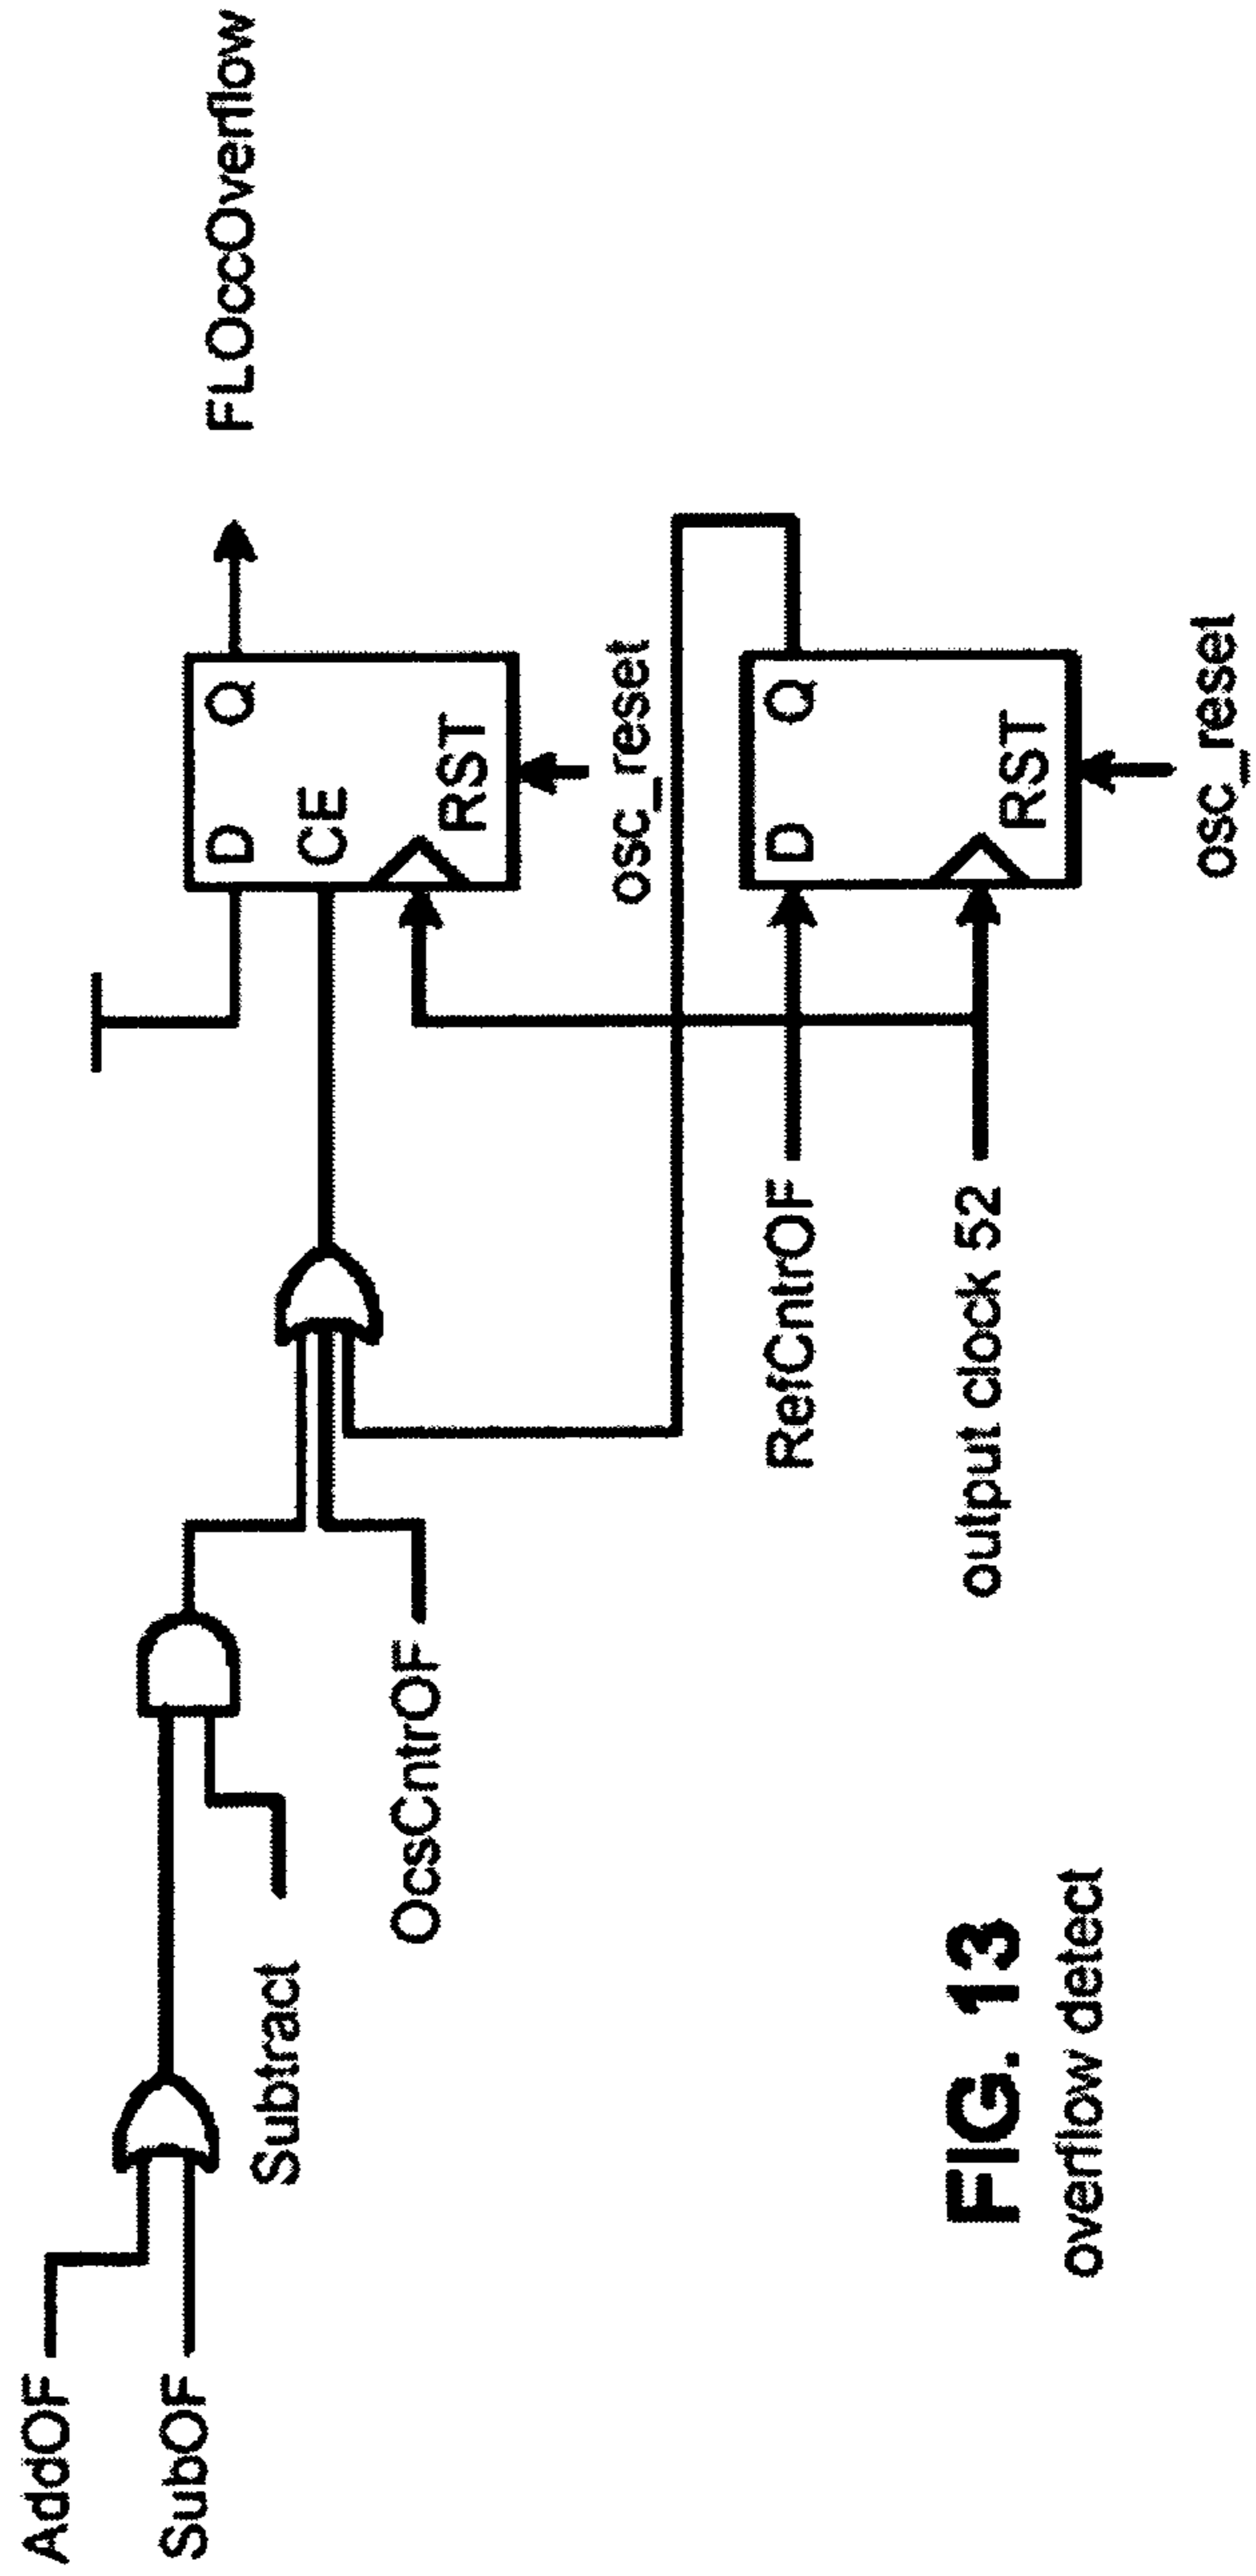 AddOF
SubOF
Subtract
OcsCntrOF
D
Q
CE
RST
FLOccOverflow
osc_reset
RefCntrOF
output clock 52
D
Q
RST
osc_reset
FIG. 13
overflow detect